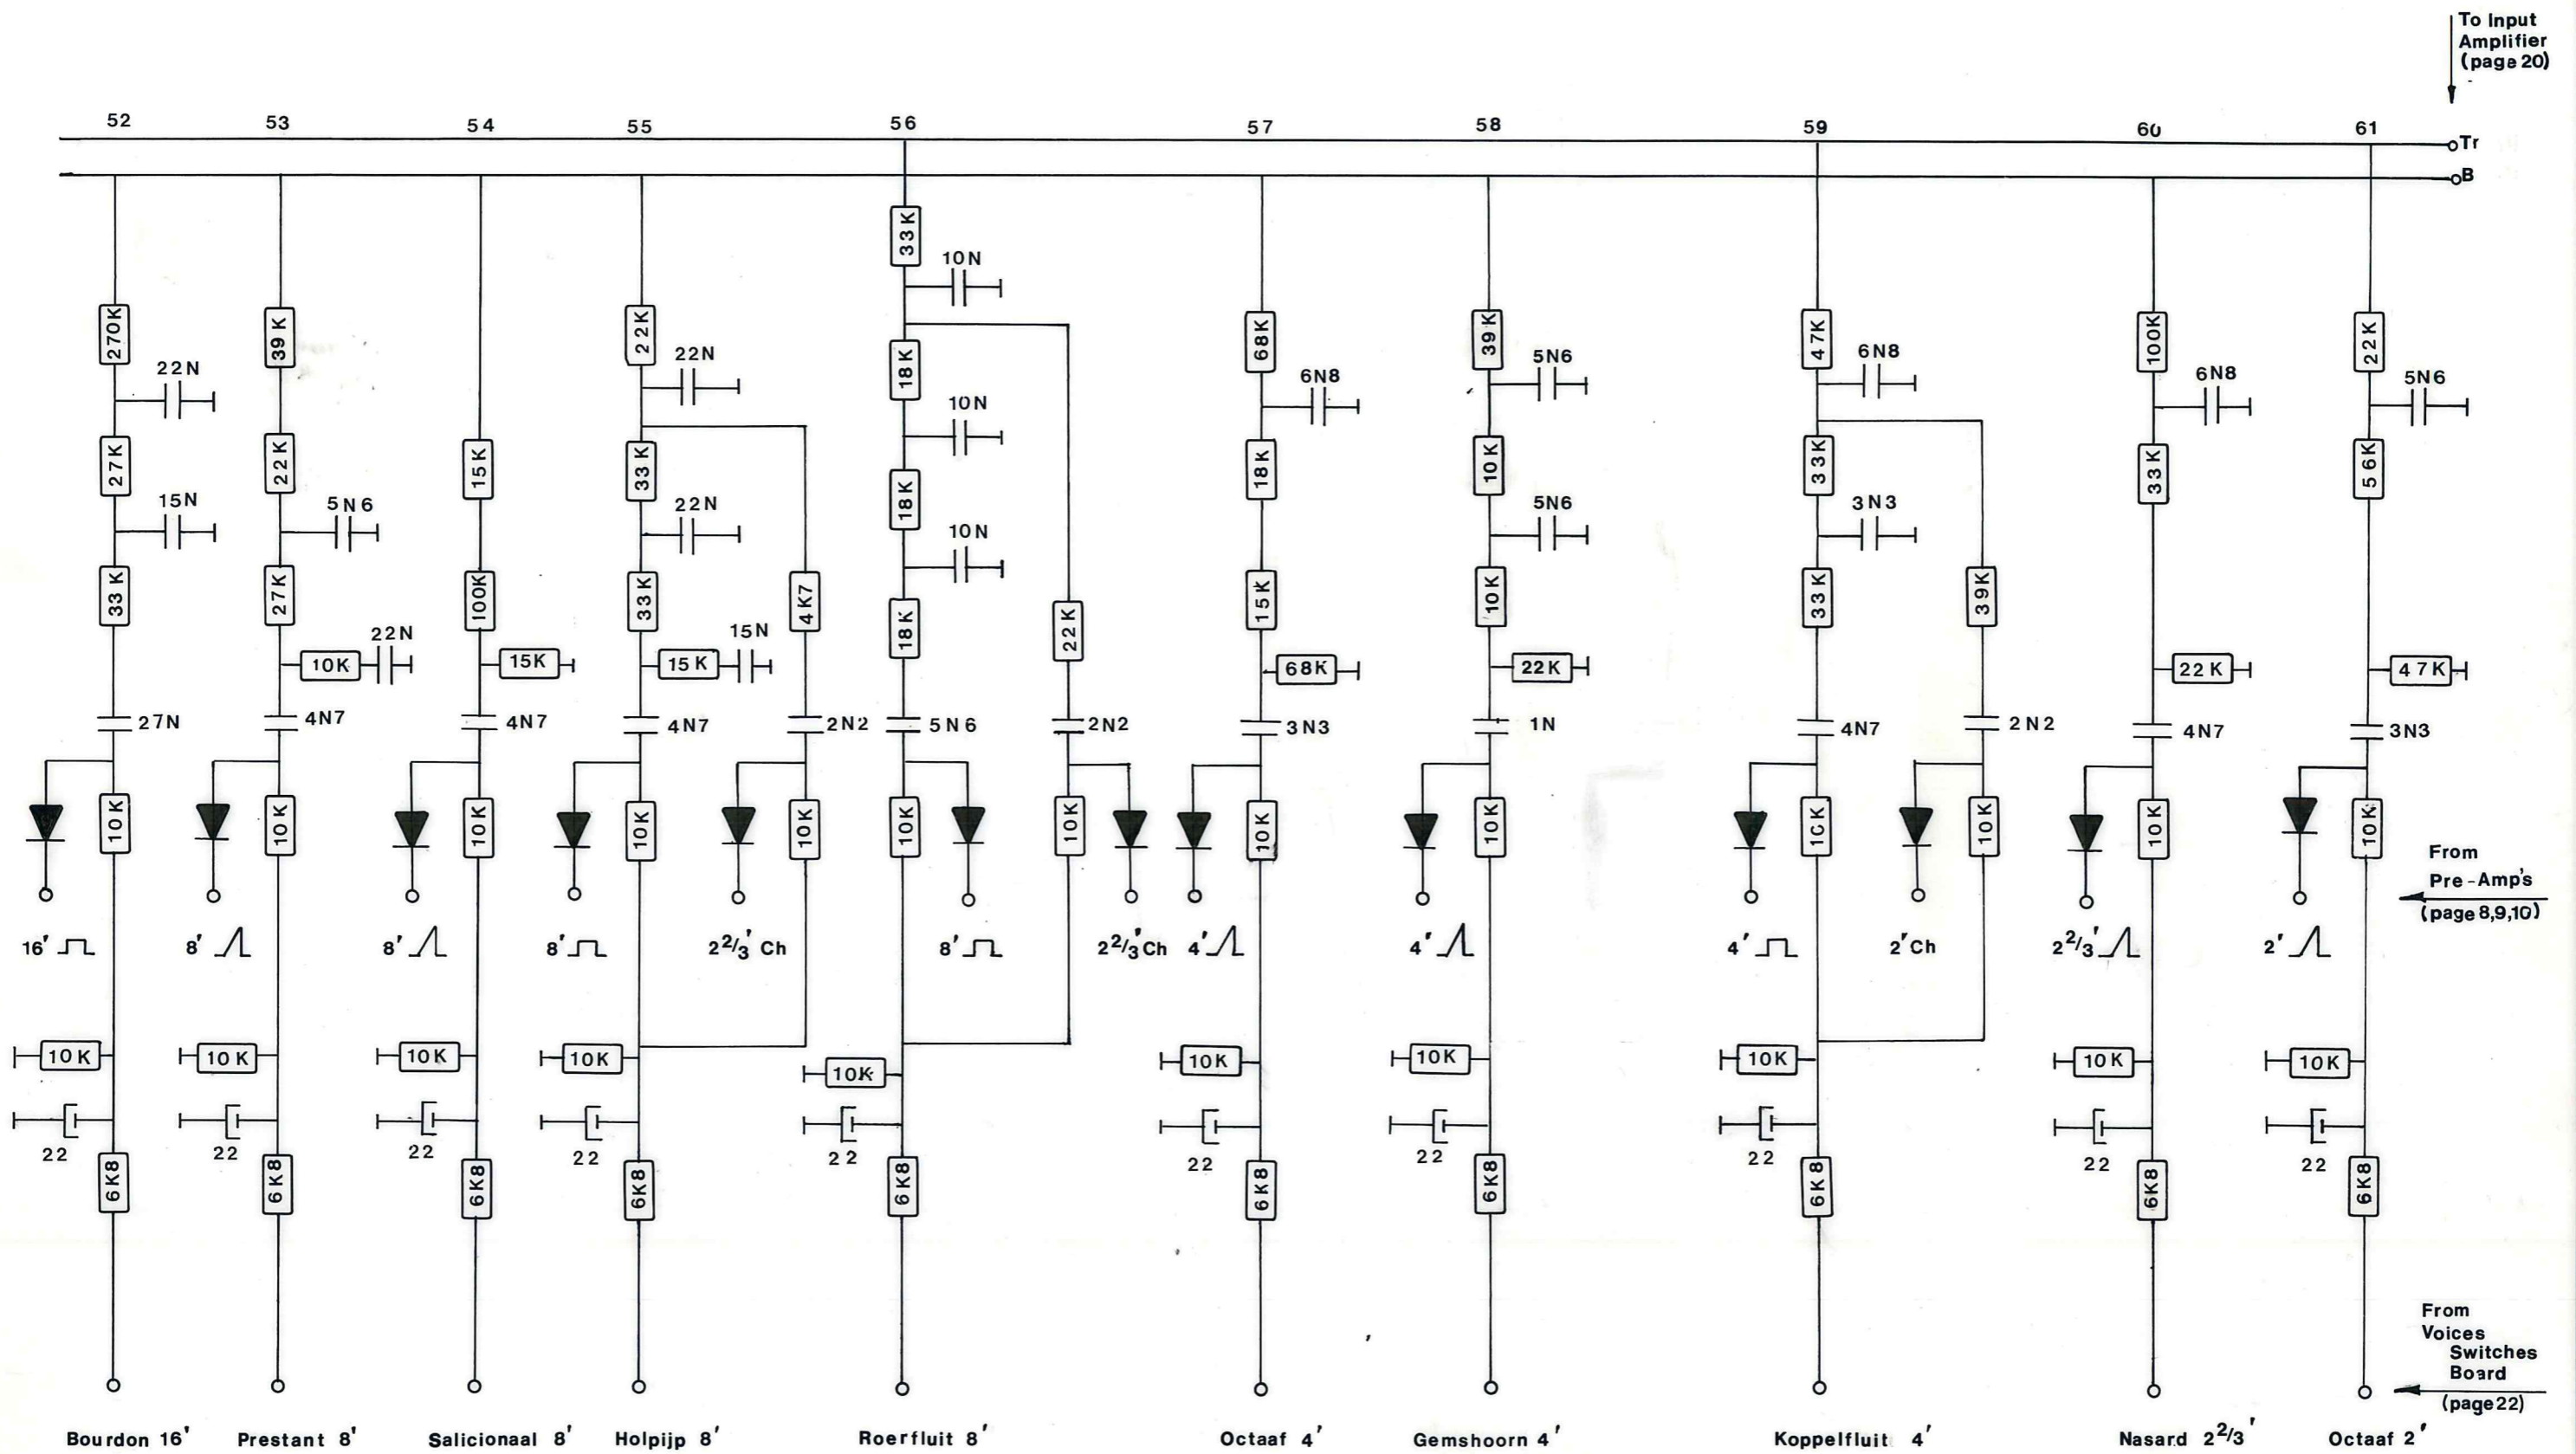 To Input
Amplifier
(page 20)
52 53 54 55 56 57 58 59 60 61
Tr
B
33K
10N
270K 39K 22K 18K 68K 39K 47K 100K 22K
22N 22N 10N 6N8 5N6 6N8 6N8 5N6
27K 22K 15K 33K 18K 18K 10K 33K 33K 56K
15N 5N6 22N 10N 5N6 3N3
33K 27K 100K 33K 4K7 18K 22K 15K 10K 33K 39K
22N 15N
10K 15K 15K 68K 22K 22K 47K
27N 4N7 4N7 4N7 2N2 5N6 2N2 3N3 1N 4N7 2N2 4N7 3N3
10K 10K 10K 10K 10K 10K 10K 10K 10K 10K 10K 10K 10K
From
Pre-Amp's
(page 8,9,10)
16' 8' 8' 8' 2 2/3' Ch 8' 2 2/3' Ch 4' 4' 4' 2' Ch 2 2/3' 2'
10K 10K 10K 10K 10K 10K 10K 10K 10K 10K
22 22 22 22 22 22 22 22 22 22
6K8 6K8 6K8 6K8 6K8 6K8 6K8 6K8 6K8 6K8
From
Voices
Switches
Board
(page 22)
Bourdon 16' Prestant 8' Salicionaal 8' Holpijp 8' Roerfluit 8' Octaaf 4' Gemshoorn 4' Koppelfluit 4' Nasard 2 2/3' Octaaf 2'